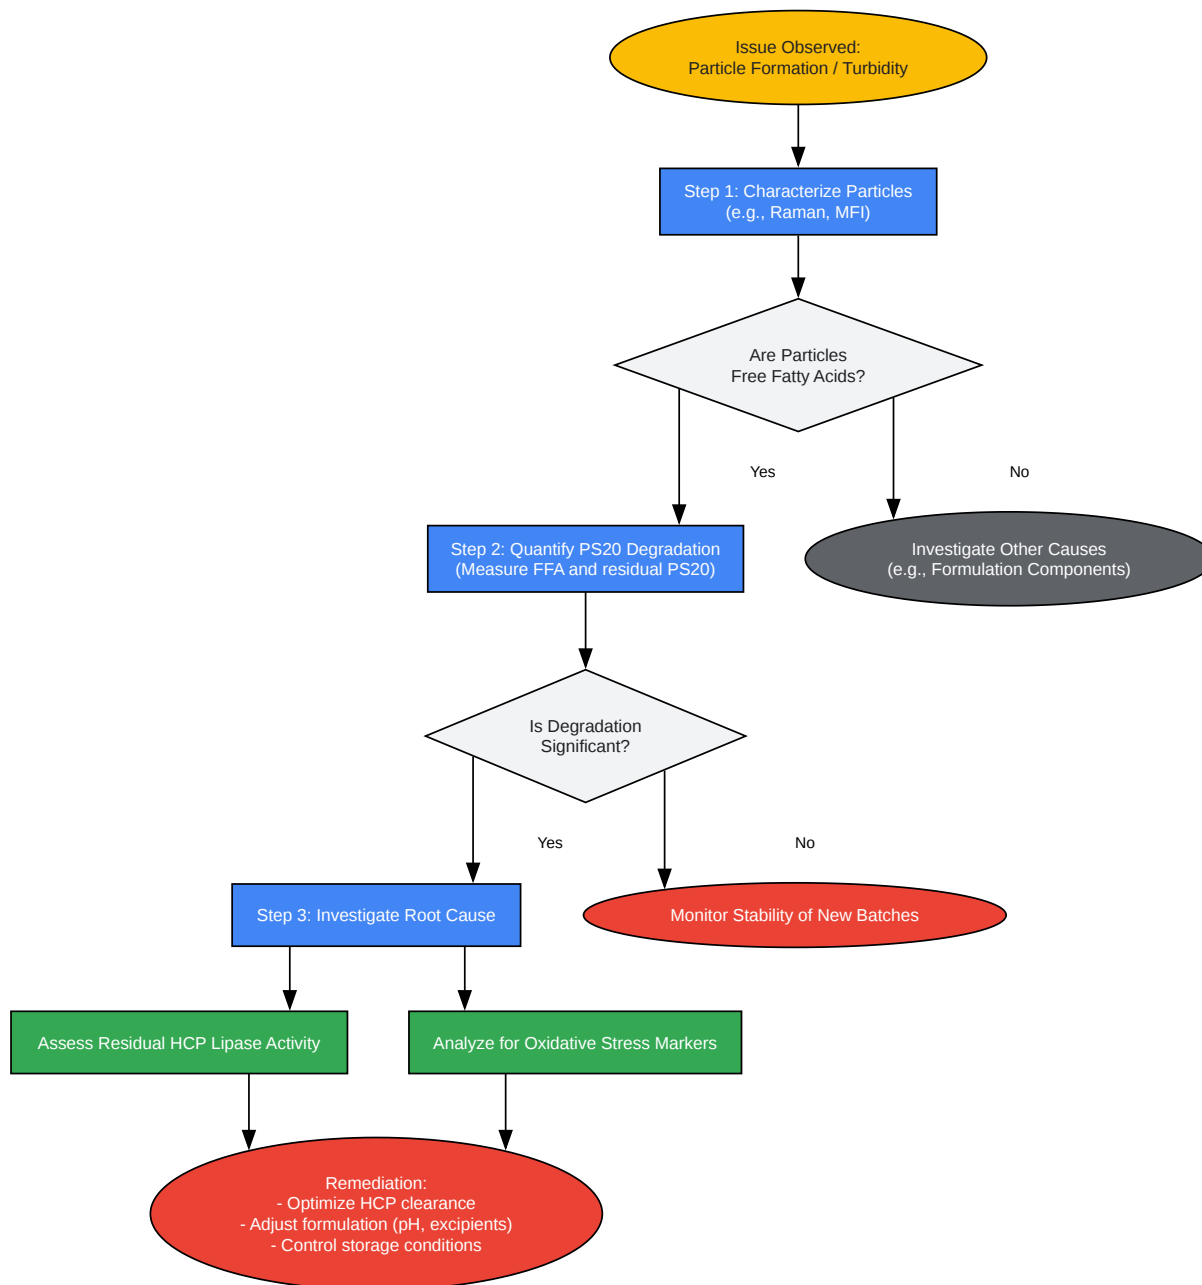 Issue Observed:
Particle Formation / Turbidity
Step 1: Characterize Particles
(e.g., Raman, MFI)
Are Particles
Free Fatty Acids?
Yes
No
Step 2: Quantify PS20 Degradation
(Measure FFA and residual PS20)
Investigate Other Causes
(e.g., Formulation Components)
Is Degradation
Significant?
Yes
No
Step 3: Investigate Root Cause
Monitor Stability of New Batches
Assess Residual HCP Lipase Activity
Analyze for Oxidative Stress Markers
Remediation:
- Optimize HCP clearance
- Adjust formulation (pH, excipients)
- Control storage conditions